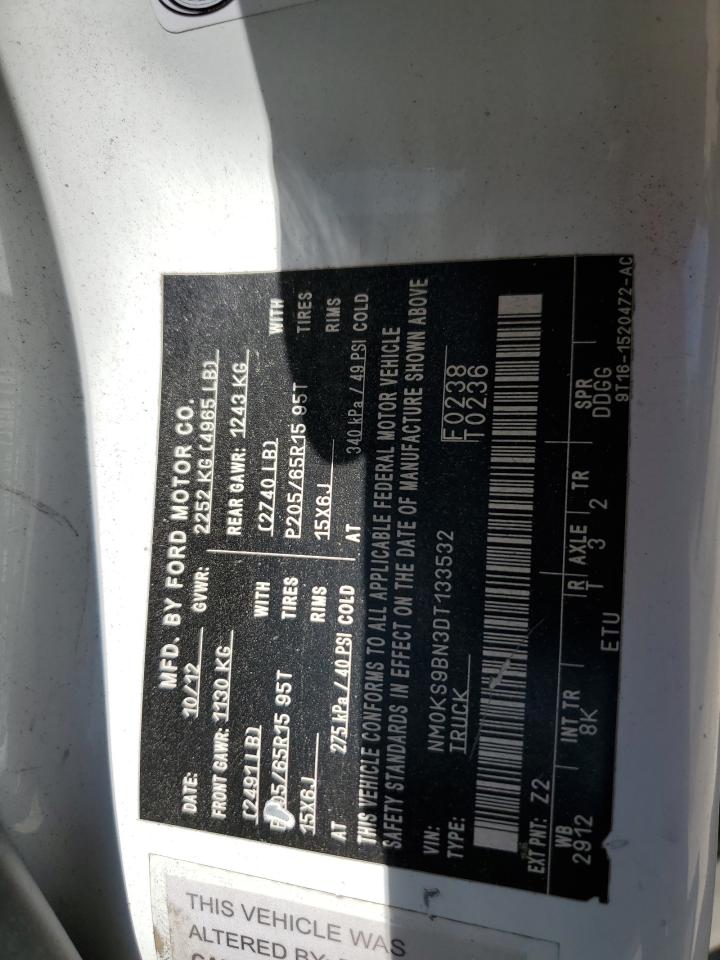 MFD. BY FORD MOTOR CO.
DATE: 10/12 GVWR: 2252 KG (4965 LB)
FRONT GAWR: 1130 KG REAR GAWR: 1243 KG
(2491LB) WITH (2740LB) WITH
P205/65R15 95T TIRES P205/65R15 95T TIRES
15X6J RIMS 15X6J RIMS
AT 275 kPa / 40 PSI COLD AT 340 kPa / 49 PSI COLD
THIS VEHICLE CONFORMS TO ALL APPLICABLE FEDERAL MOTOR VEHICLE
SAFETY STANDARDS IN EFFECT ON THE DATE OF MANUFACTURE SHOWN ABOVE
VIN: NM0KS9BN3DT133532 F0238
TYPE: TRUCK T0236
EXT PNT: Z2
WB INT TR R AXLE TR SPR
2912 8K T 3 2 DDGG
ETU 9T16-1520472-AC
THIS VEHICLE WAS
ALTERED BY